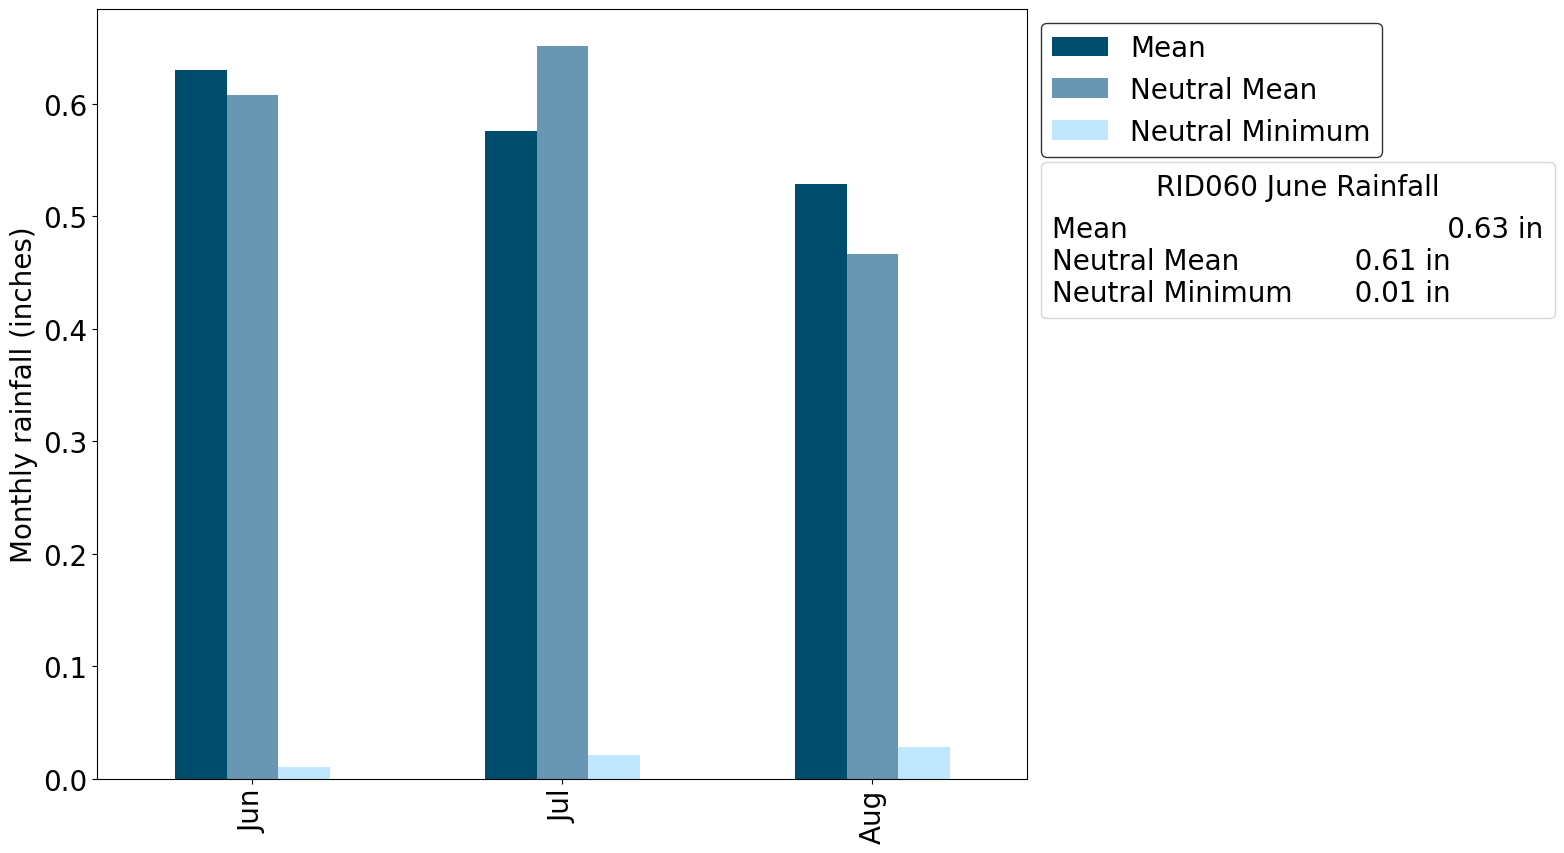 Mean
Neutral Mean
Neutral Minimum
RID060 June Rainfall
Mean 0.63 in
Neutral Mean 0.61 in
Neutral Minimum 0.01 in
Monthly rainfall (inches)
0.6
0.5
0.4
0.3
0.2
0.1
0.0
Jun
Jul
Aug